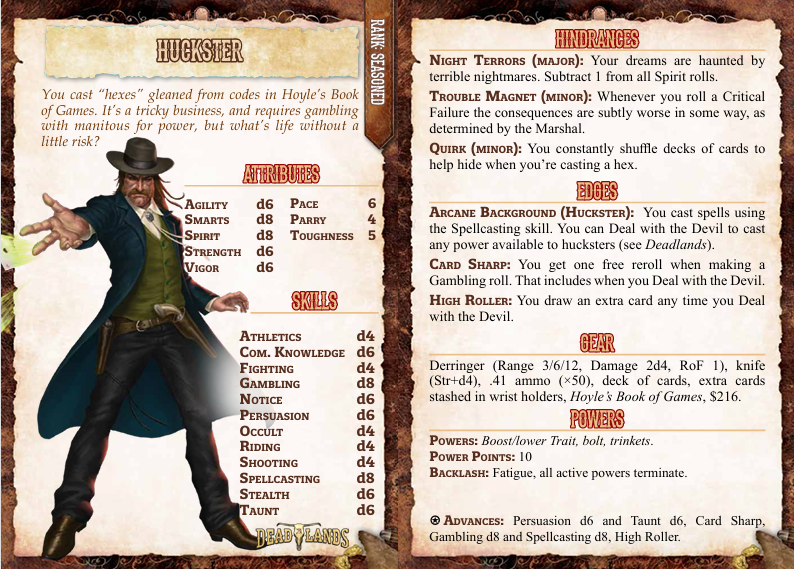 HUCKSTER
RANK: SEASONED
You cast “hexes” gleaned from codes in Hoyle’s Book
of Games. It’s a tricky business, and requires gambling
with manitous for power, but what’s life without a
little risk?
ATTRIBUTES
AGILITY d6 PACE 6
SMARTS d8 PARRY 4
SPIRIT d8 TOUGHNESS 5
STRENGTH d6
VIGOR d6
SKILLS
ATHLETICS d4
COM. KNOWLEDGE d6
FIGHTING d4
GAMBLING d8
NOTICE d6
PERSUASION d6
OCCULT d4
RIDING d4
SHOOTING d4
SPELLCASTING d8
STEALTH d6
TAUNT d6
DEADLANDS
HINDRANCES
NIGHT TERRORS (MAJOR): Your dreams are haunted by
terrible nightmares. Subtract 1 from all Spirit rolls.
TROUBLE MAGNET (MINOR): Whenever you roll a Critical
Failure the consequences are subtly worse in some way, as
determined by the Marshal.
QUIRK (MINOR): You constantly shuffle decks of cards to
help hide when you’re casting a hex.
EDGES
ARCANE BACKGROUND (HUCKSTER): You cast spells using
the Spellcasting skill. You can Deal with the Devil to cast
any power available to hucksters (see Deadlands).
CARD SHARP: You get one free reroll when making a
Gambling roll. That includes when you Deal with the Devil.
HIGH ROLLER: You draw an extra card any time you Deal
with the Devil.
GEAR
Derringer (Range 3/6/12, Damage 2d4, RoF 1), knife
(Str+d4), .41 ammo (×50), deck of cards, extra cards
stashed in wrist holders, Hoyle’s Book of Games, $216.
POWERS
POWERS: Boost/lower Trait, bolt, trinkets.
POWER POINTS: 10
BACKLASH: Fatigue, all active powers terminate.
ADVANCES: Persuasion d6 and Taunt d6, Card Sharp,
Gambling d8 and Spellcasting d8, High Roller.